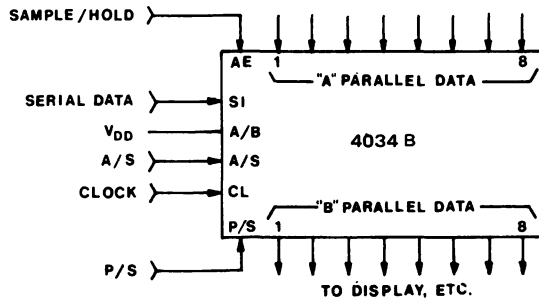 SAMPLE/HOLD
AE 1 8
"A" PARALLEL DATA
SERIAL DATA SI
VDD A/B
4034 B
A/S A/S
CLOCK CL
"B" PARALLEL DATA
P/S 1 8
P/S
TO DISPLAY, ETC.